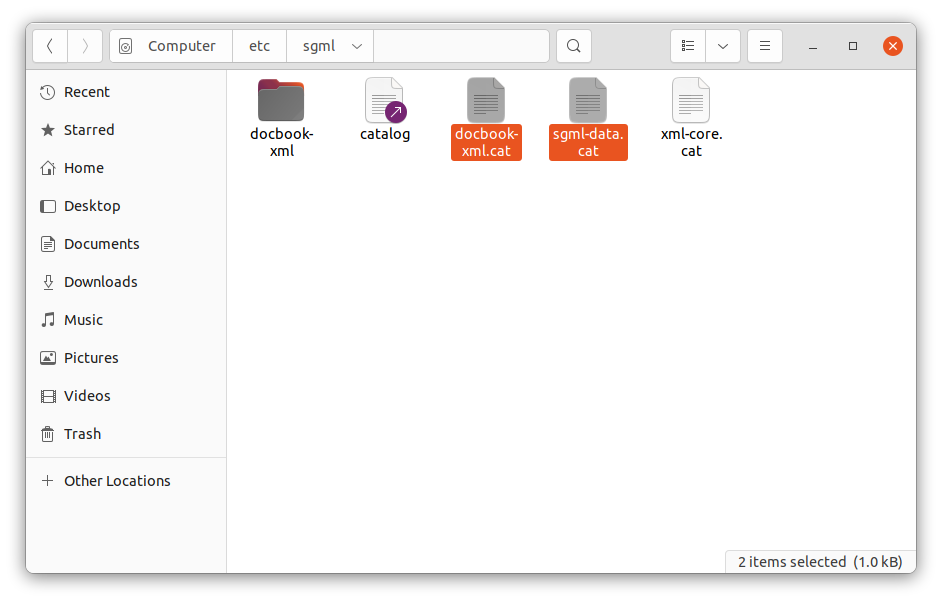 Computer
etc
sgml
Recent
Starred
Home
Desktop
Documents
Downloads
Music
Pictures
Videos
Trash
Other Locations
docbook-
xml
catalog
docbook-
xml.cat
sgml-data.
cat
xml-core.
cat
2 items selected (1.0 kB)